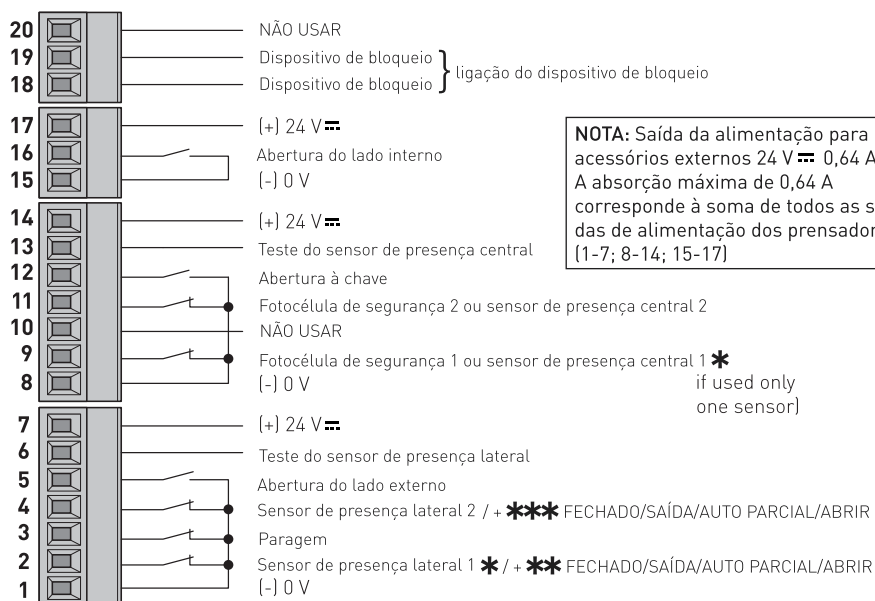 20 NÃO USAR
19 Dispositivo de bloqueio
18 Dispositivo de bloqueio
} ligação do dispositivo de bloqueio
17 (+) 24 V
16 Abertura do lado interno
15 (-) 0 V
NOTA: Saída da alimentação para
acessórios externos 24 V 0,64 A
A absorção máxima de 0,64 A
corresponde à soma de todos as s
das de alimentação dos prensador
(1-7; 8-14; 15-17)
14 (+) 24 V
13 Teste do sensor de presença central
12 Abertura à chave
11 Fotocélula de segurança 2 ou sensor de presença central 2
10 NÃO USAR
9 Fotocélula de segurança 1 ou sensor de presença central 1 *
8 (-) 0 V
if used only
one sensor)
7 (+) 24 V
6 Teste do sensor de presença lateral
5 Abertura do lado externo
4 Sensor de presença lateral 2 / + *** FECHADO/SAÍDA/AUTO PARCIAL/ABRIR
3 Paragem
2 Sensor de presença lateral 1 * / + ** FECHADO/SAÍDA/AUTO PARCIAL/ABRIR
1 (-) 0 V